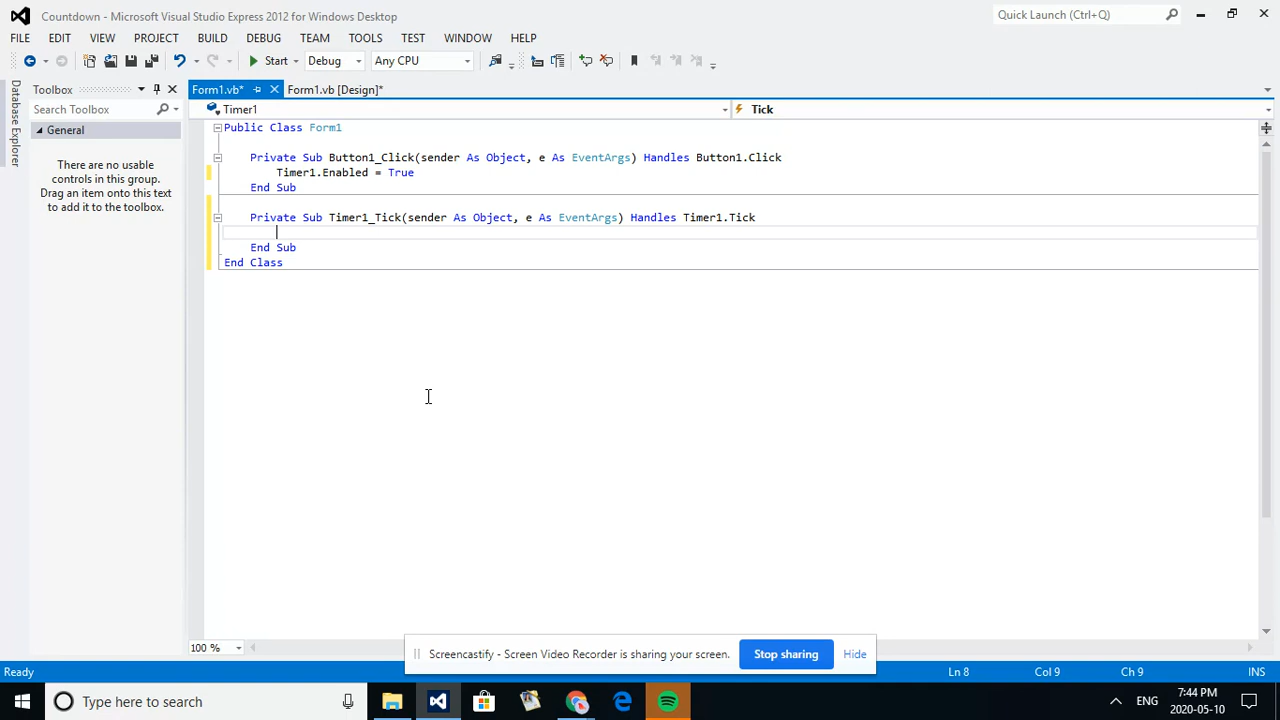 Countdown - Microsoft Visual Studio Express 2012 for Windows Desktop
Quick Launch (Ctrl+Q)
FILE EDIT VIEW PROJECT BUILD DEBUG TEAM TOOLS TEST WINDOW HELP
Start Debug Any CPU
Database Explorer
Toolbox
Form1.vb* Form1.vb [Design]*
Search Toolbox
Timer1 Tick
General
There are no usable
controls in this group.
Drag an item onto this text
to add it to the toolbox.
Public Class Form1
Private Sub Button1_Click(sender As Object, e As EventArgs) Handles Button1.Click
Timer1.Enabled = True
End Sub
Private Sub Timer1_Tick(sender As Object, e As EventArgs) Handles Timer1.Tick
End Sub
End Class
100 %
Screencastify - Screen Video Recorder is sharing your screen. Stop sharing Hide
Ready Ln 8 Col 9 Ch 9 INS
Type here to search
ENG
7:44 PM
2020-05-10